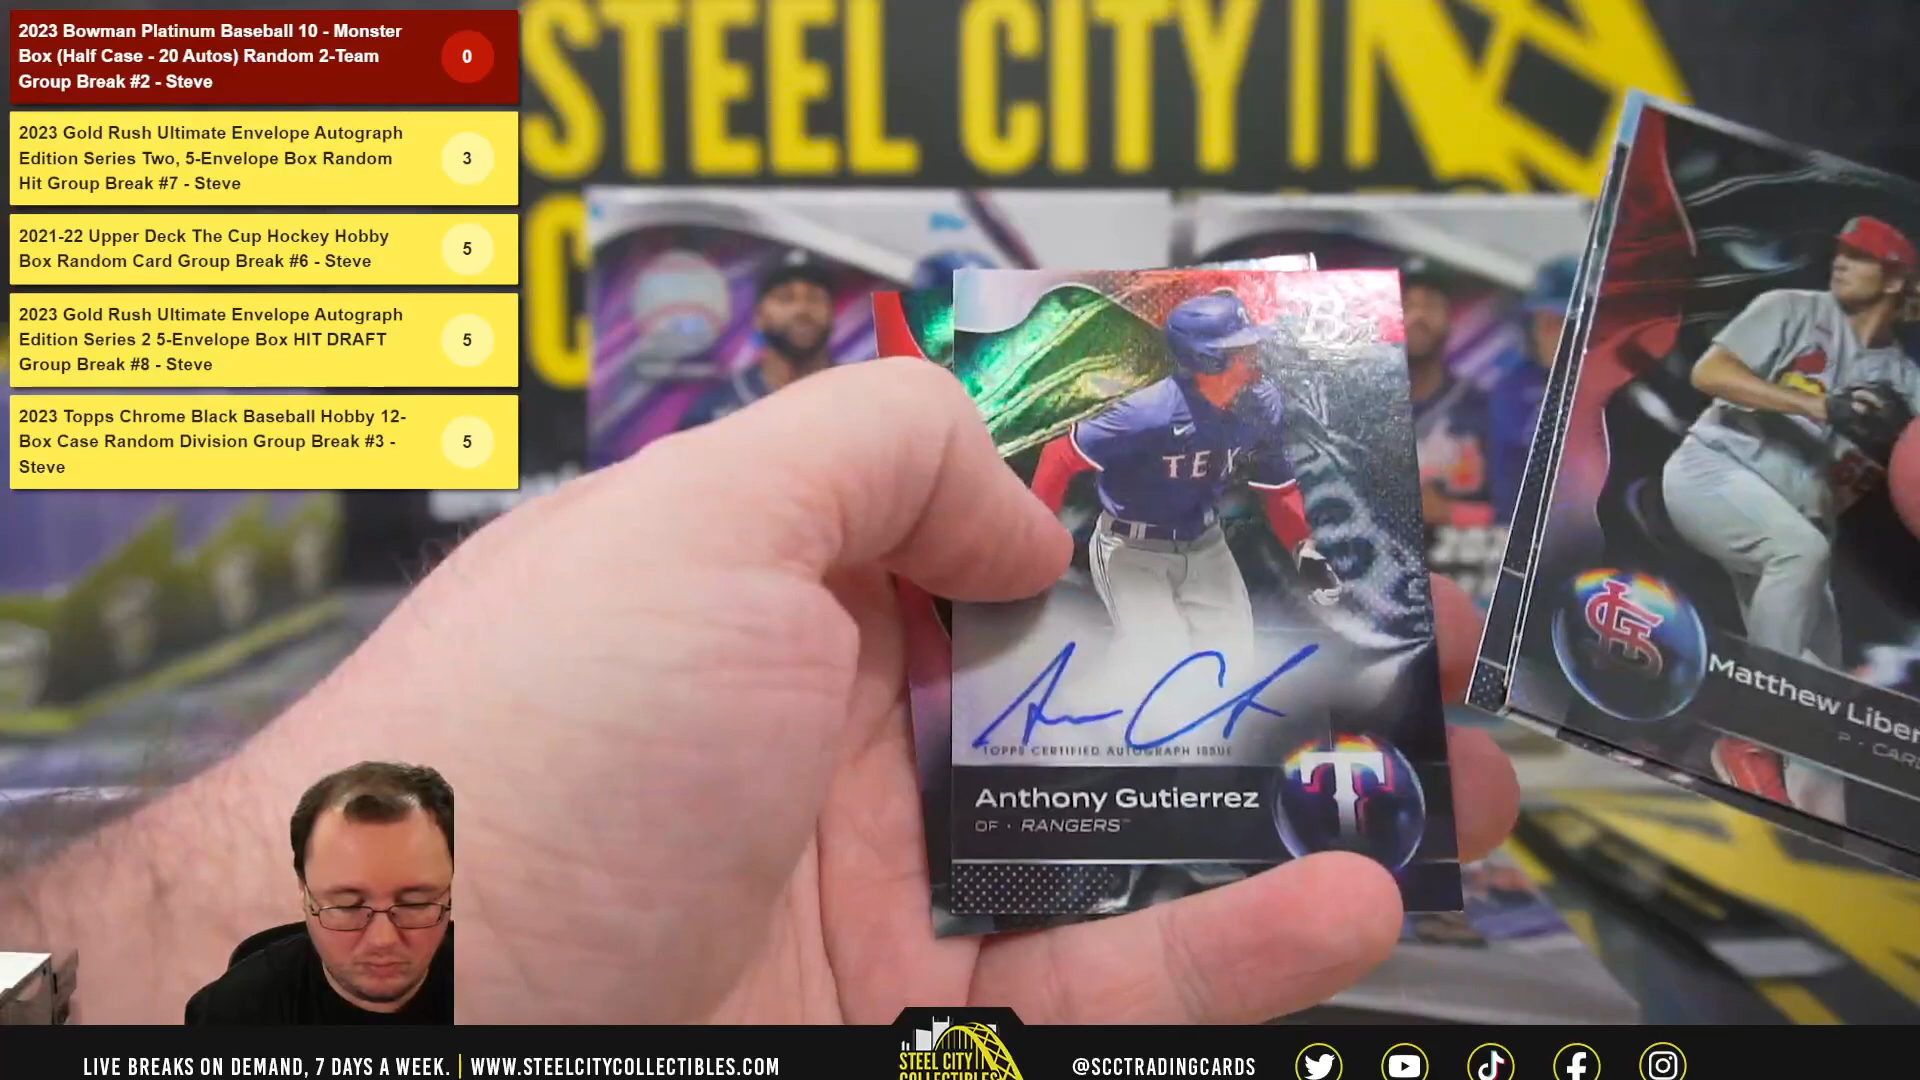 2023 Bowman Platinum Baseball 10 - Monster
Box (Half Case - 20 Autos) Random 2-Team
Group Break #2 - Steve
0
2023 Gold Rush Ultimate Envelope Autograph
Edition Series Two, 5-Envelope Box Random
Hit Group Break #7 - Steve
3
2021-22 Upper Deck The Cup Hockey Hobby
Box Random Card Group Break #6 - Steve
5
2023 Gold Rush Ultimate Envelope Autograph
Edition Series 2 5-Envelope Box HIT DRAFT
Group Break #8 - Steve
5
2023 Topps Chrome Black Baseball Hobby 12-
Box Case Random Division Group Break #3 -
Steve
5
STEEL CITY
TEX
TOPPS CERTIFIED AUTOGRAPH ISSUE
Anthony Gutierrez
OF · RANGERS™
T
Matthew Liber
P · CARD
LIVE BREAKS ON DEMAND, 7 DAYS A WEEK. | WWW.STEELCITYCOLLECTIBLES.COM
STEEL CITY
COLLECTIBLES
@SCCTRADINGCARDS